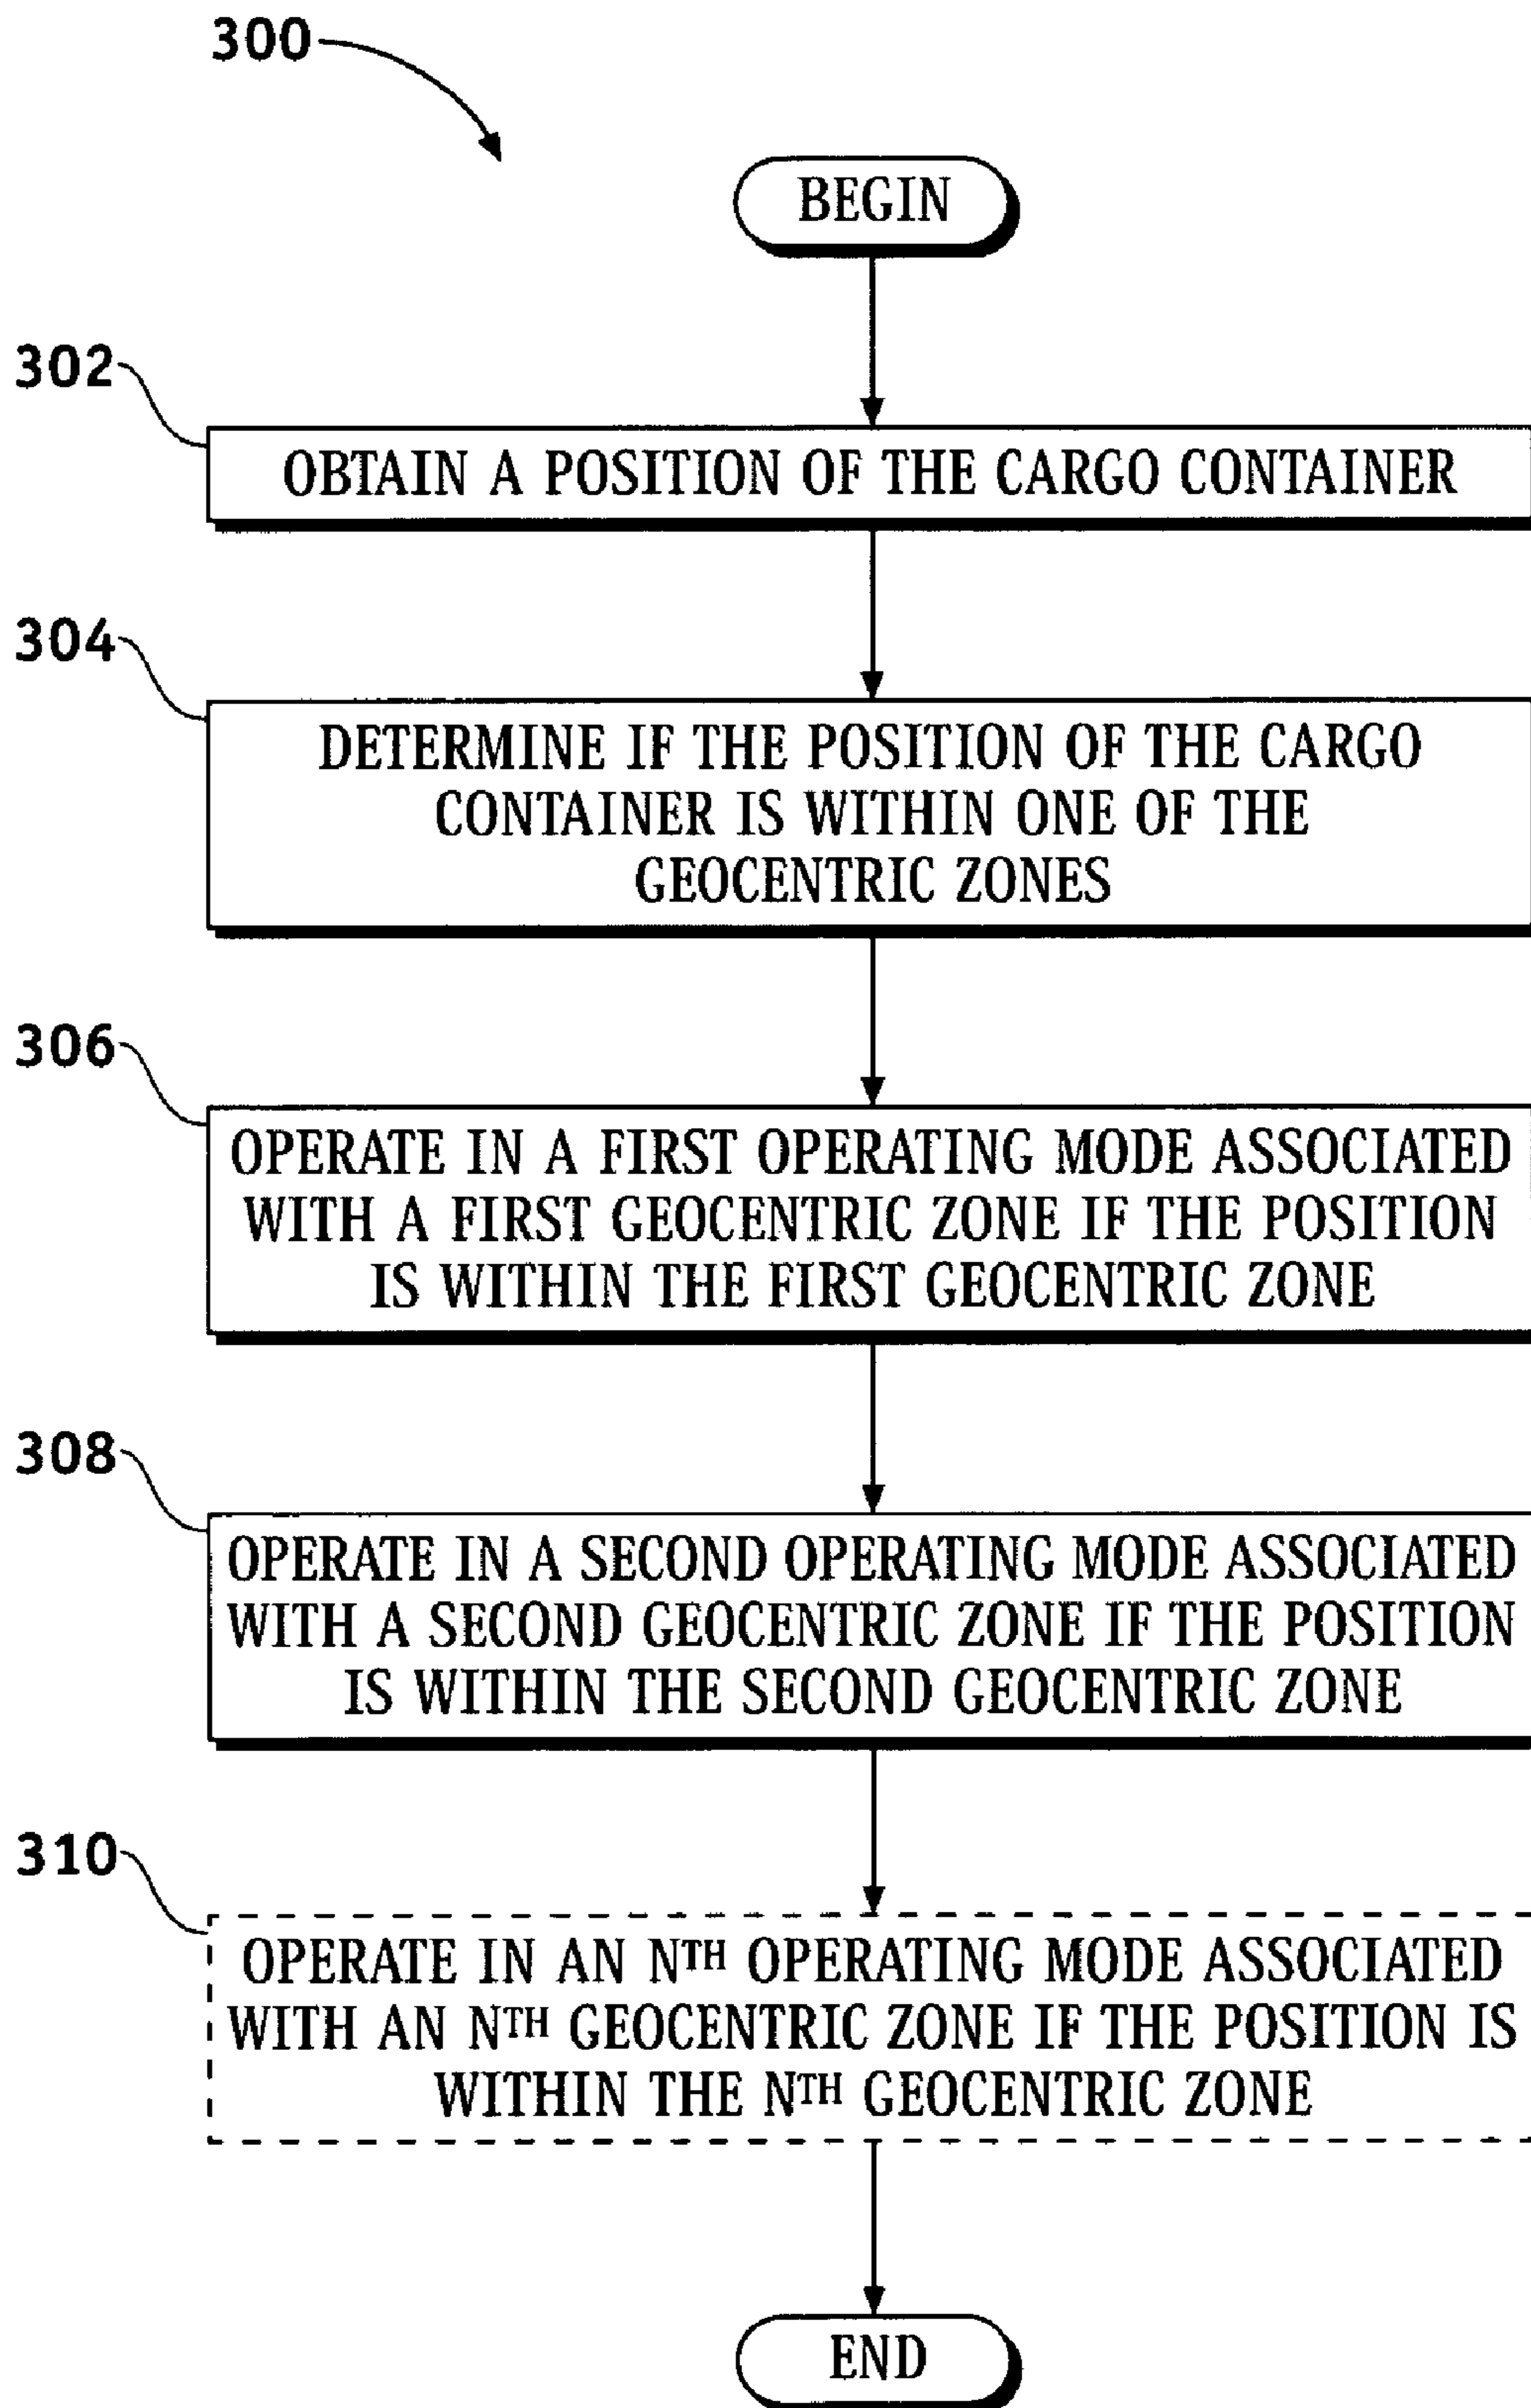 300
BEGIN
302
OBTAIN A POSITION OF THE CARGO CONTAINER
304
DETERMINE IF THE POSITION OF THE CARGO
CONTAINER IS WITHIN ONE OF THE
GEOCENTRIC ZONES
306
OPERATE IN A FIRST OPERATING MODE ASSOCIATED
WITH A FIRST GEOCENTRIC ZONE IF THE POSITION
IS WITHIN THE FIRST GEOCENTRIC ZONE
308
OPERATE IN A SECOND OPERATING MODE ASSOCIATED
WITH A SECOND GEOCENTRIC ZONE IF THE POSITION
IS WITHIN THE SECOND GEOCENTRIC ZONE
310
OPERATE IN AN NTH OPERATING MODE ASSOCIATED
WITH AN NTH GEOCENTRIC ZONE IF THE POSITION IS
WITHIN THE NTH GEOCENTRIC ZONE
END